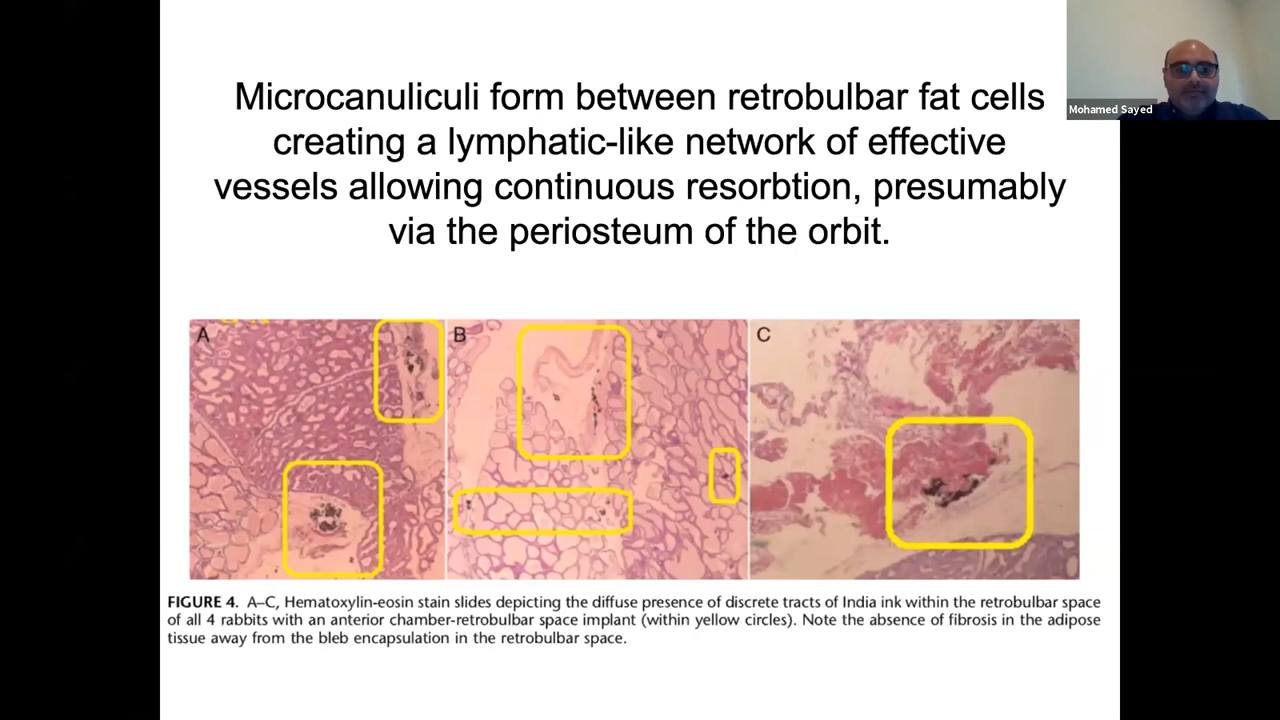 Microcanuliculi form between retrobulbar fat cells
creating a lymphatic-like network of effective
vessels allowing continuous resorbtion, presumably
via the periosteum of the orbit.
Mohamed Sayed
A
B
C
FIGURE 4. A–C, Hematoxylin-eosin stain slides depicting the diffuse presence of discrete tracts of India ink within the retrobulbar space
of all 4 rabbits with an anterior chamber-retrobulbar space implant (within yellow circles). Note the absence of fibrosis in the adipose
tissue away from the bleb encapsulation in the retrobulbar space.